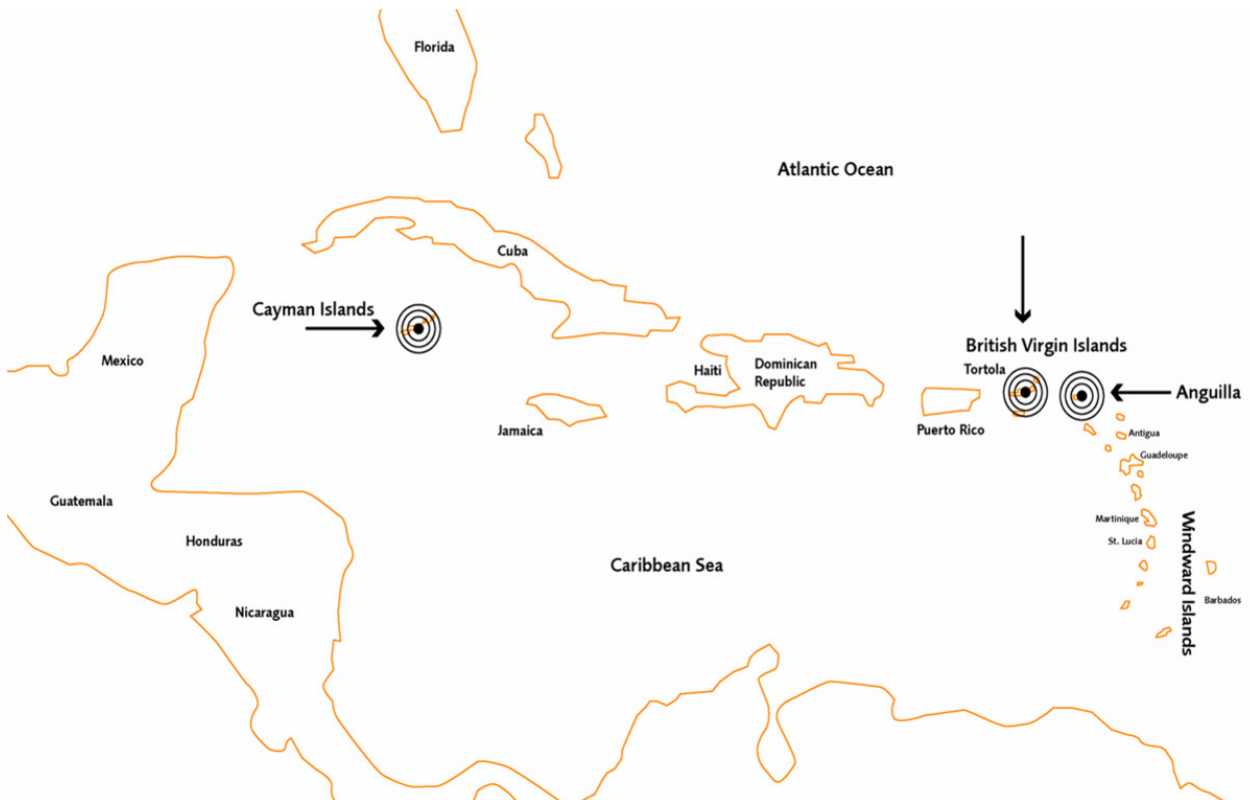 Florida
Atlantic Ocean
Cuba
Cayman Islands
British Virgin Islands
Mexico
Haiti
Dominican
Republic
Tortola
Anguilla
Jamaica
Puerto Rico
Antigua
Guadeloupe
Guatemala
Martinique
Honduras
St. Lucia
Caribbean Sea
Windward Islands
Nicaragua
Barbados